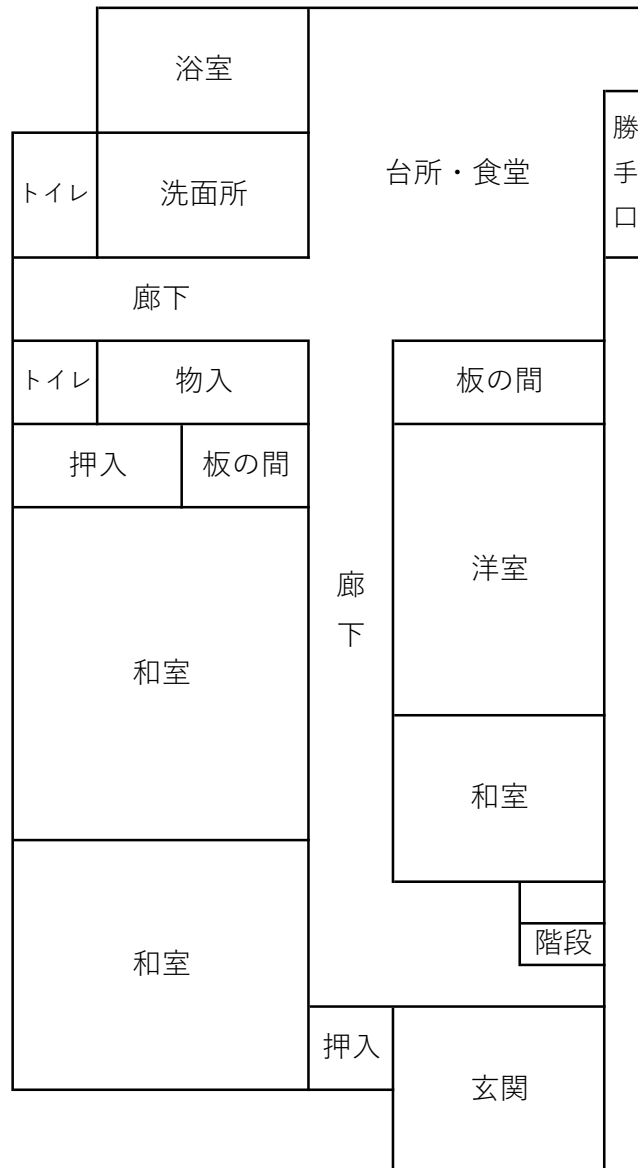 浴室
勝手口
台所・食堂
トイレ
洗面所
廊下
トイレ
物入
板の間
押入
板の間
洋室
廊下
和室
和室
階段
和室
押入
玄関